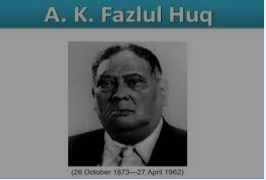 A. K. Fazlul Huq
(26 October 1873—27 April 1962)